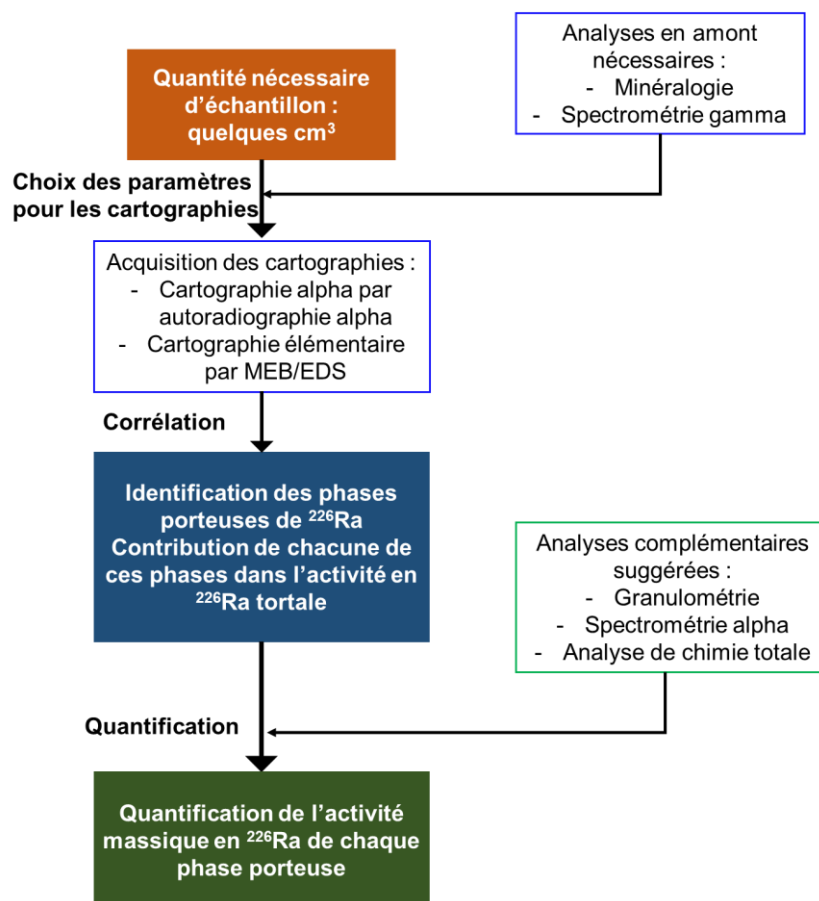 Quantité nécessaire
d’échantillon :
quelques cm³
Analyses en amont
nécessaires :
- Minéralogie
- Spectrométrie gamma
Choix des paramètres
pour les cartographies
Acquisition des cartographies :
- Cartographie alpha par
autoradiographie alpha
- Cartographie élémentaire
par MEB/EDS
Corrélation
Identification des phases
porteuses de ²²⁶Ra
Contribution de chacune de
ces phases dans l’activité en
²²⁶Ra tortale
Analyses complémentaires
suggérées :
- Granulométrie
- Spectrométrie alpha
- Analyse de chimie totale
Quantification
Quantification de l’activité
massique en ²²⁶Ra de chaque
phase porteuse